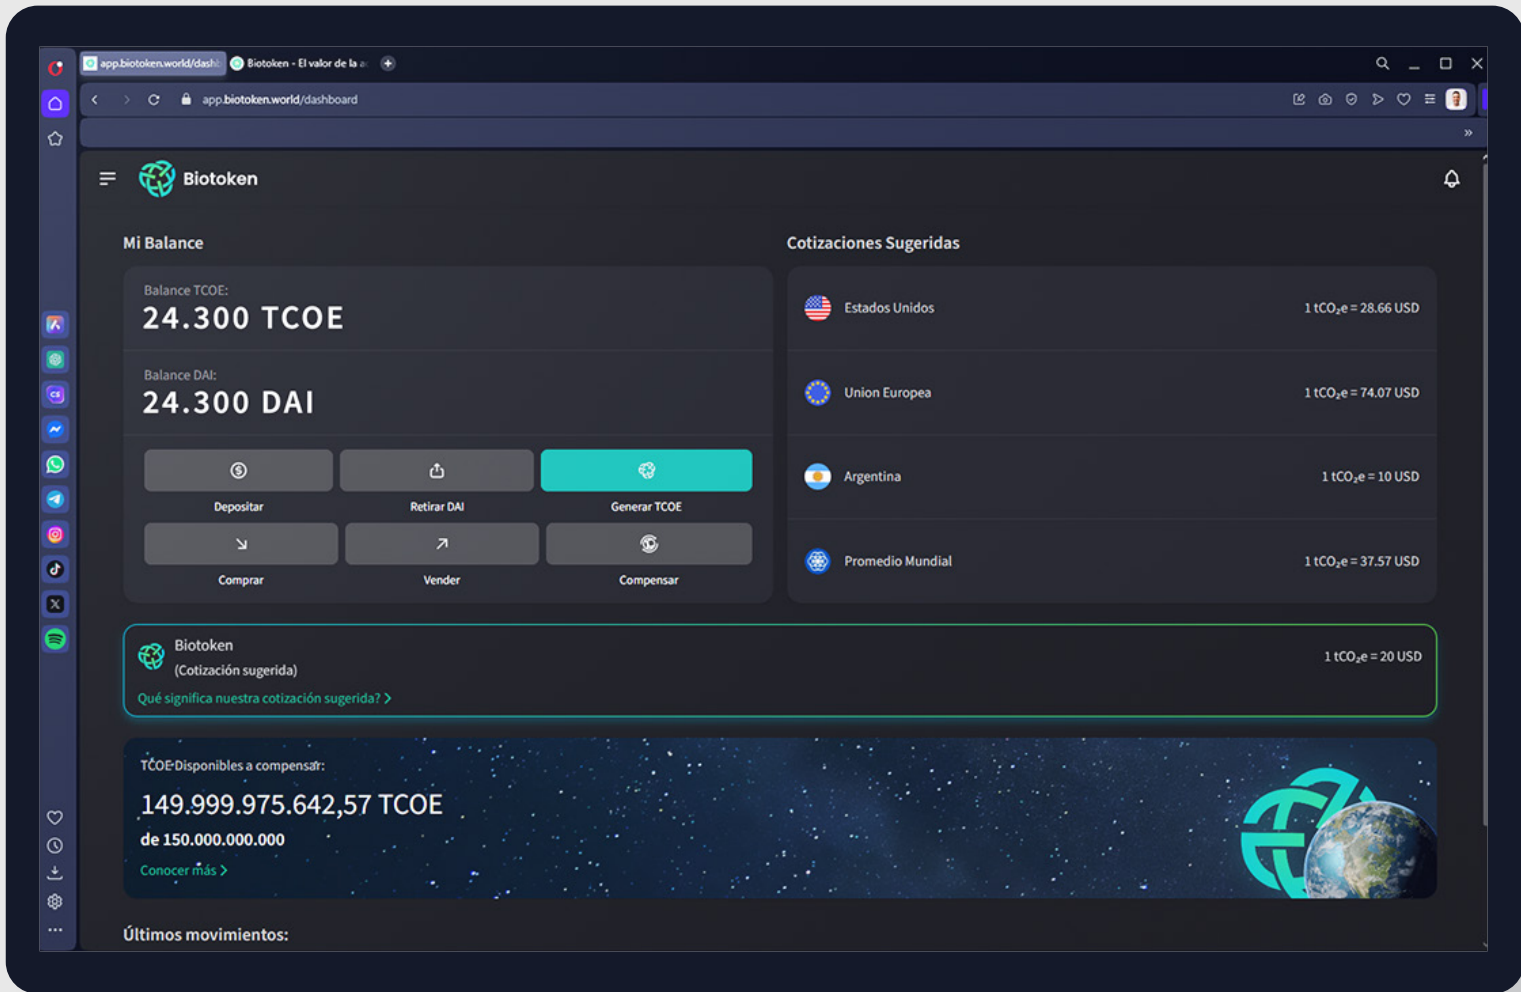 app.biotoken.world/dashb
Biotoken - El valor de la a
app.biotoken.world/dashboard
Biotoken
Mi Balance
Balance TCOE:
24.300 TCOE
Balance DAI:
24.300 DAI
Depositar
Retirar DAI
Generar TCOE
Comprar
Vender
Compensar
Cotizaciones Sugeridas
Estados Unidos
1 tCO₂e = 28.66 USD
Union Europea
1 tCO₂e = 74.07 USD
Argentina
1 tCO₂e = 10 USD
Promedio Mundial
1 tCO₂e = 37.57 USD
Biotoken
(Cotización sugerida)
1 tCO₂e = 20 USD
Qué significa nuestra cotización sugerida?
TCOE Disponibles a compensar:
149.999.975.642,57 TCOE
de 150.000.000.000
Conocer más
Últimos movimientos: